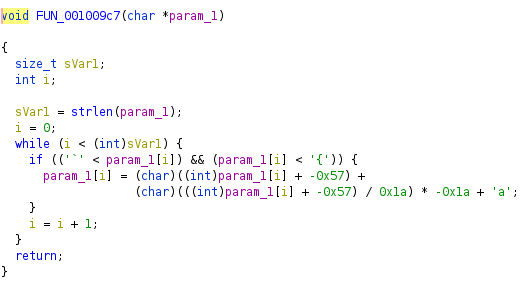 void FUN_001009c7(char *param_1)
{
size_t sVar1;
int i;
sVar1 = strlen(param_1);
i = 0;
while (i < (int)sVar1) {
if (('`' < param_1[i]) && (param_1[i] < '{')) {
param_1[i] = (char)((int)param_1[i] + -0x57) +
(char)(((int)param_1[i] + -0x57) / 0x1a) * -0x1a + 'a';
}
i = i + 1;
}
return;
}